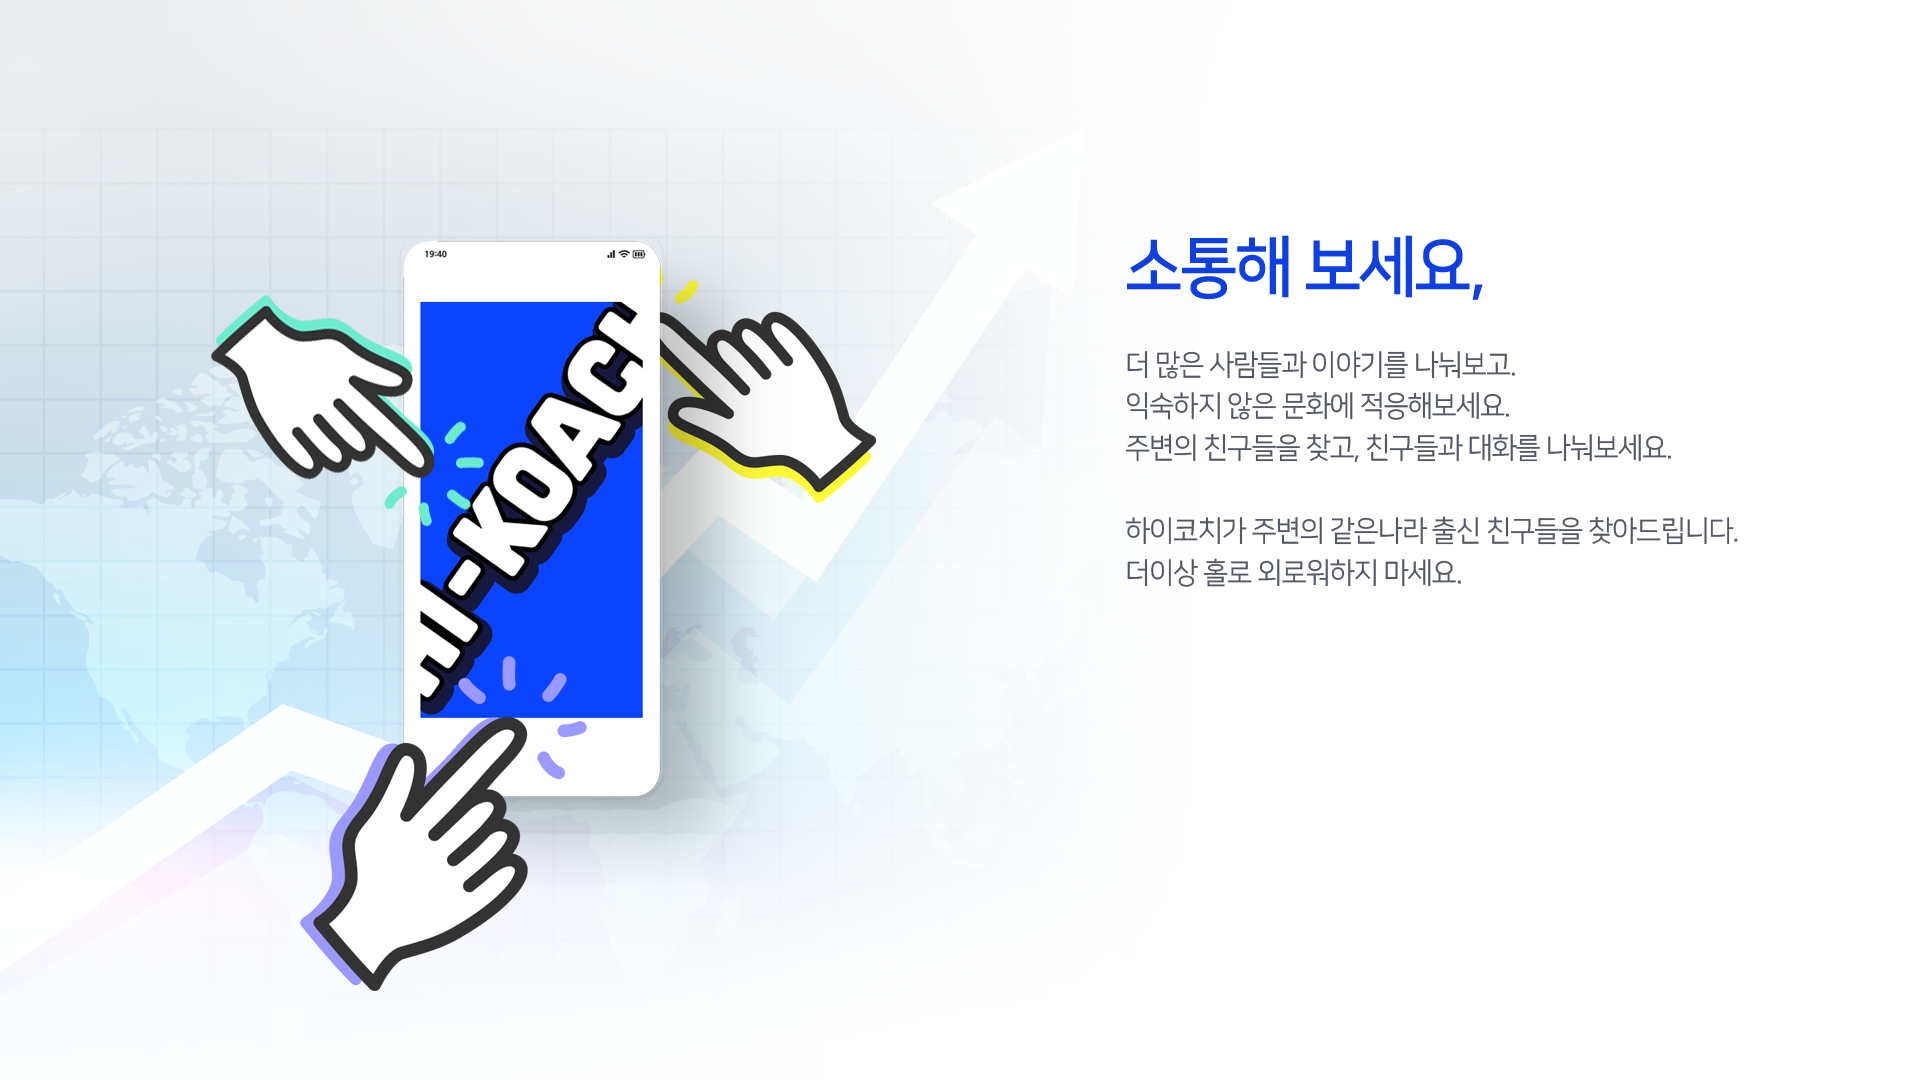 소통해 보세요,
더 많은 사람들과 이야기를 나눠보고.
익숙하지 않은 문화에 적응해보세요.
주변의 친구들을 찾고, 친구들과 대화를 나눠보세요.
하이코치가 주변의 같은나라 출신 친구들을 찾아드립니다.
더이상 홀로 외로워하지 마세요.
19:40
HI-KOACH